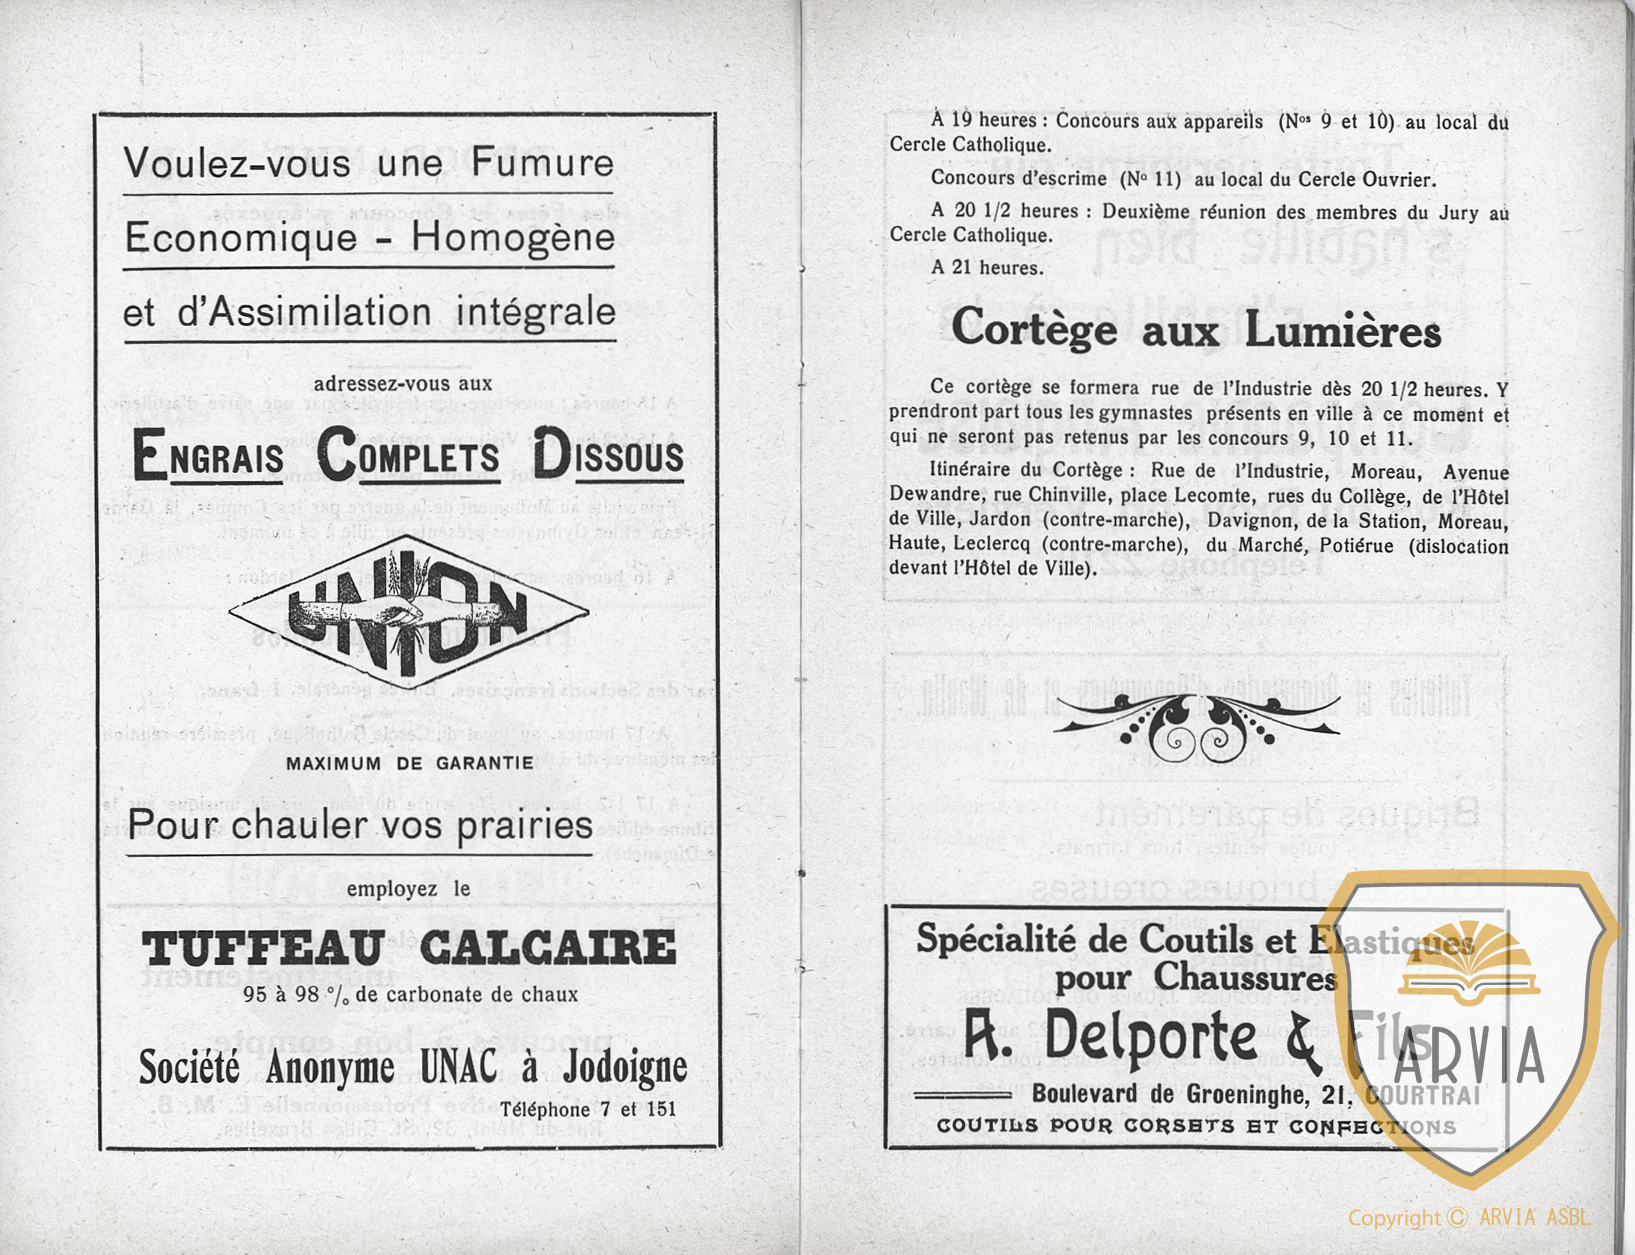 Voulez-vous une Fumure
Economique - Homogène
et d'Assimilation intégrale
adressez-vous aux
ENGRAIS COMPLETS DISSOUS
UNION
MAXIMUM DE GARANTIE
Pour chauler vos prairies
employez le
TUFFEAU CALCAIRE
95 à 98 % de carbonate de chaux
Société Anonyme UNAC à Jodoigne
Téléphone 7 et 151
A 19 heures : Concours aux appareils (Nos 9 et 10) au local du
Cercle Catholique.
Concours d'escrime (No 11) au local du Cercle Ouvrier.
A 20 1/2 heures : Deuxième réunion des membres du Jury au
Cercle Catholique.
A 21 heures.
Cortège aux Lumières
Ce cortège se formera rue de l'Industrie dès 20 1/2 heures. Y
prendront part tous les gymnastes présents en ville à ce moment et
qui ne seront pas retenus par les concours 9, 10 et 11.
Itinéraire du Cortège : Rue de l'Industrie, Moreau, Avenue
Dewandre, rue Chinville, place Lecomte, rues du Collège, de l'Hôtel
de Ville, Jardon (contre-marche), Davignon, de la Station, Moreau,
Haute, Leclercq (contre-marche), du Marché, Potiérue (dislocation
devant l'Hôtel de Ville).
Spécialité de Coutils et Elastiques
pour Chaussures
A. Delporte & Fils
Boulevard de Groeninghe, 21, COURTRAI
COUTILS POUR CORSETS ET CONFECTIONS
ARVIA
Copyright © ARVIA ASBL